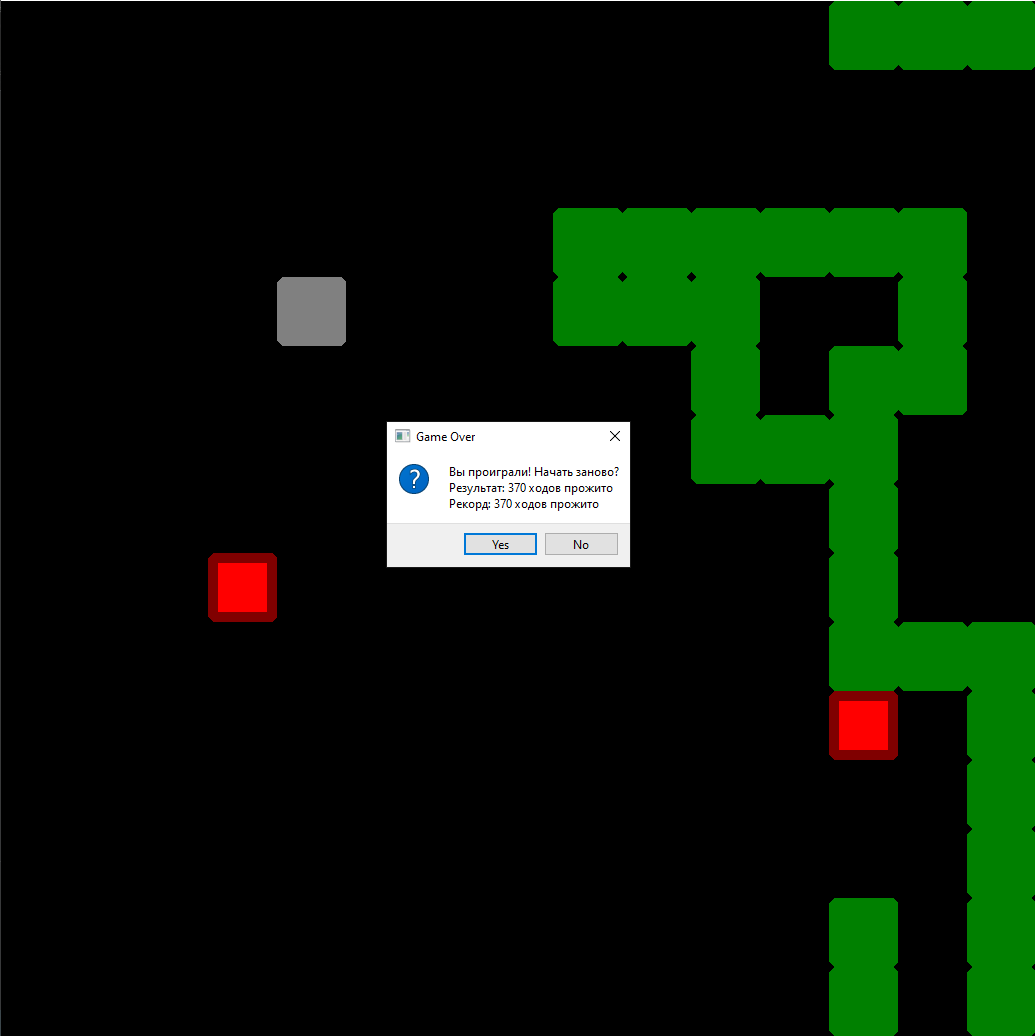 Game Over
Вы проиграли! Начать заново?
Результат: 370 ходов прожито
Рекорд: 370 ходов прожито
Yes No